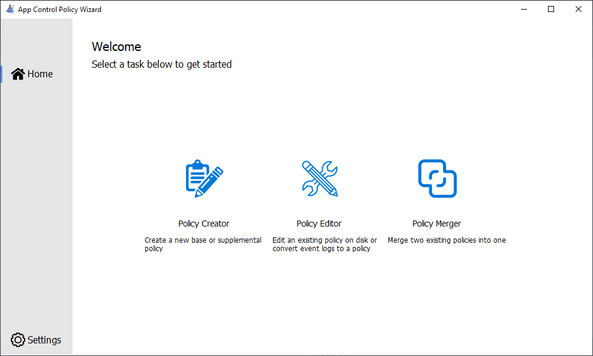 App Control Policy Wizard
Home
Welcome
Select a task below to get started
Policy Creator
Create a new base or supplemental
policy
Policy Editor
Edit an existing policy on disk or
convert event logs to a policy
Policy Merger
Merge two existing policies into one
Settings